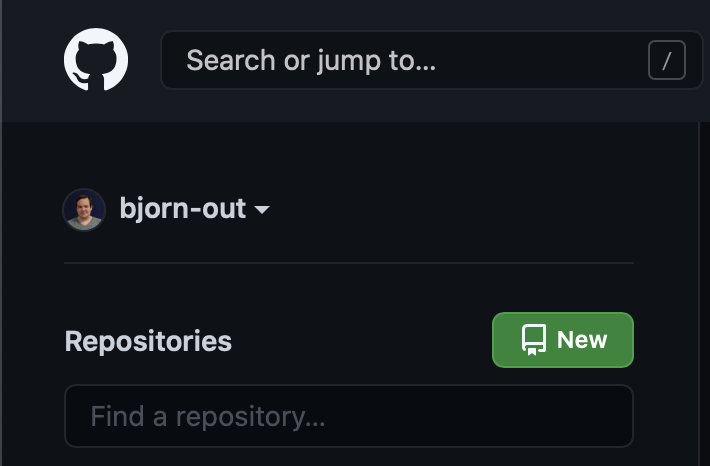 Search or jump to...
/
bjorn-out
Repositories
New
Find a repository...